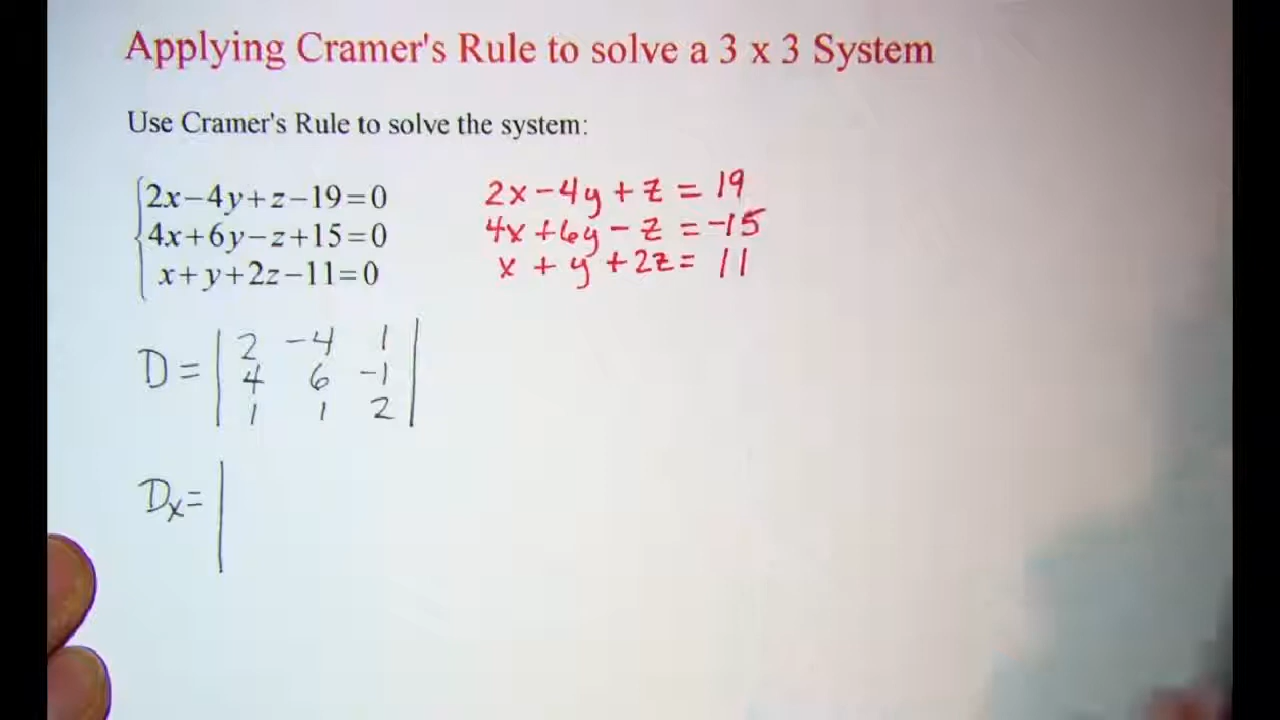 Applying Cramer's Rule to solve a 3 x 3 System
Use Cramer's Rule to solve the system:
2x−4y+z−19=0
4x+6y−z+15=0
x+y+2z−11=0
2x−4y+z=19
4x+6y−z=−15
x+y+2z=11
D=| 2 −4 1 |
4 6 −1
1 1 2
Dx=|